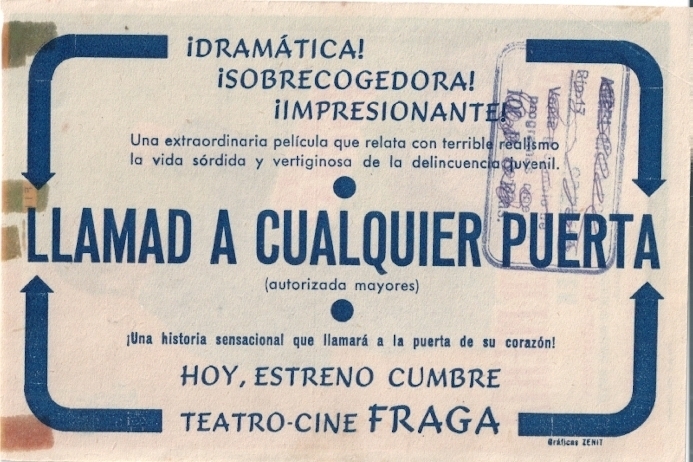 ¡DRAMÁTICA!
¡SOBRECOGEDORA!
¡IMPRESIONANTE!
Una extraordinaria película que relata con terrible realismo
la vida sórdida y vertiginosa de la delincuencia juvenil.
LLAMAD A CUALQUIER PUERTA
(autorizada mayores)
¡Una historia sensacional que llamará a la puerta de su corazón!
HOY, ESTRENO CUMBRE
TEATRO-CINE FRAGA
Gráficas ZENIT